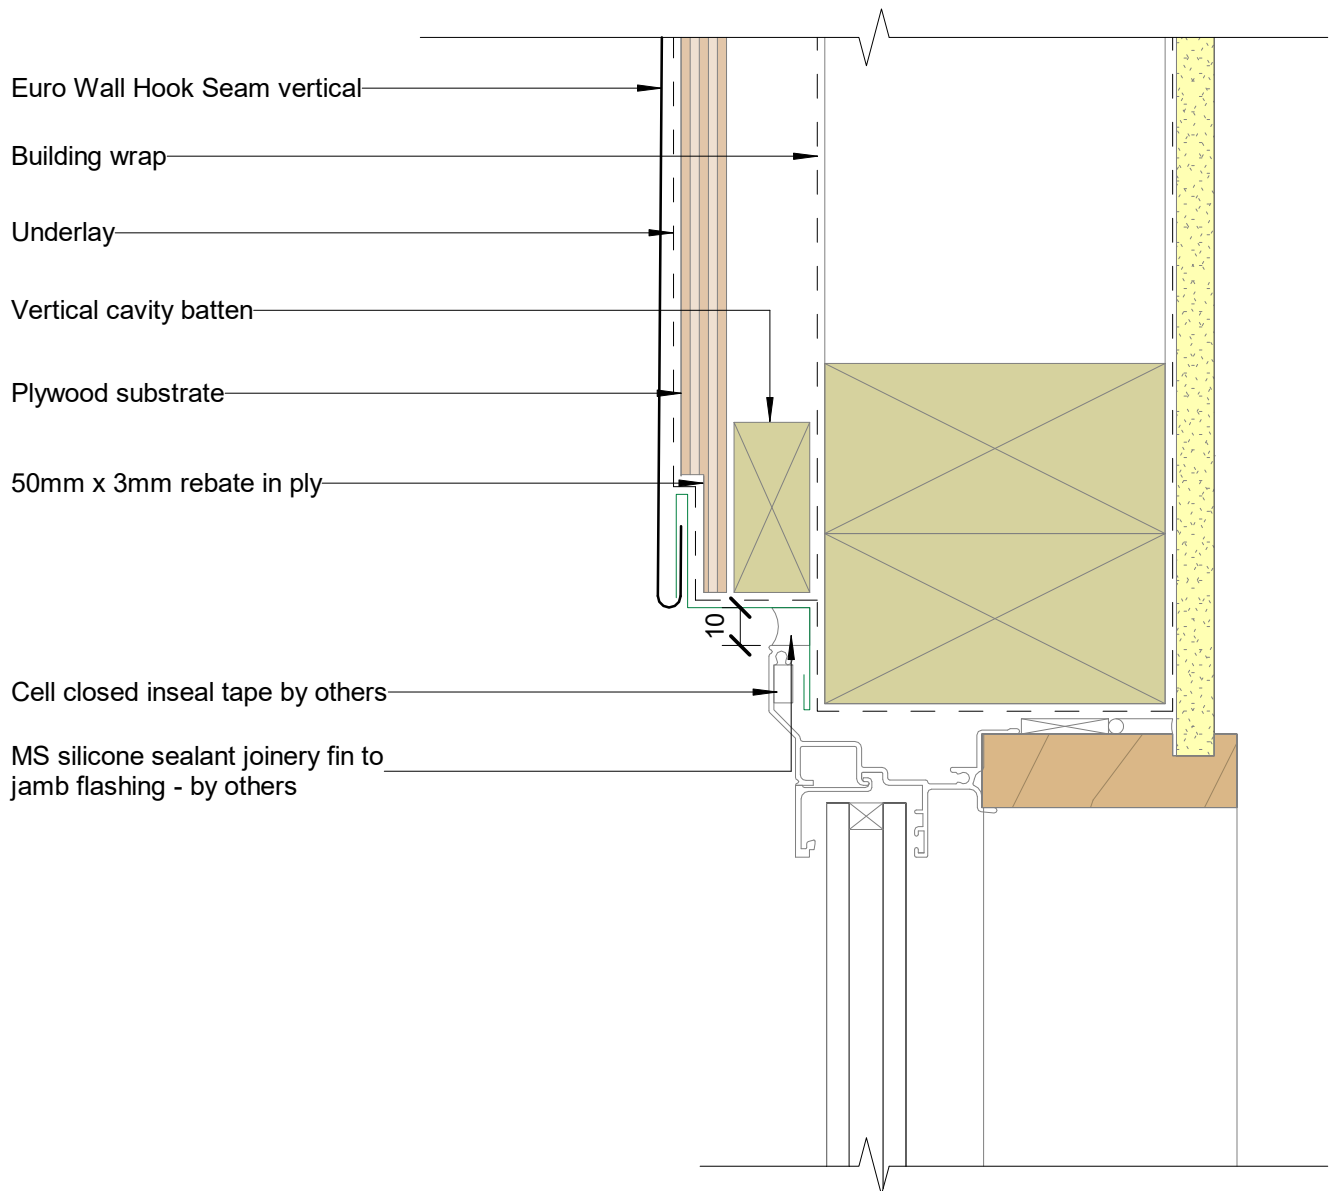 Euro Wall Hook Seam vertical
Building wrap
Underlay
Vertical cavity batten
Plywood substrate
50mm x 3mm rebate in ply
10
Cell closed inseal tape by others
MS silicone sealant joinery fin to
jamb flashing - by others